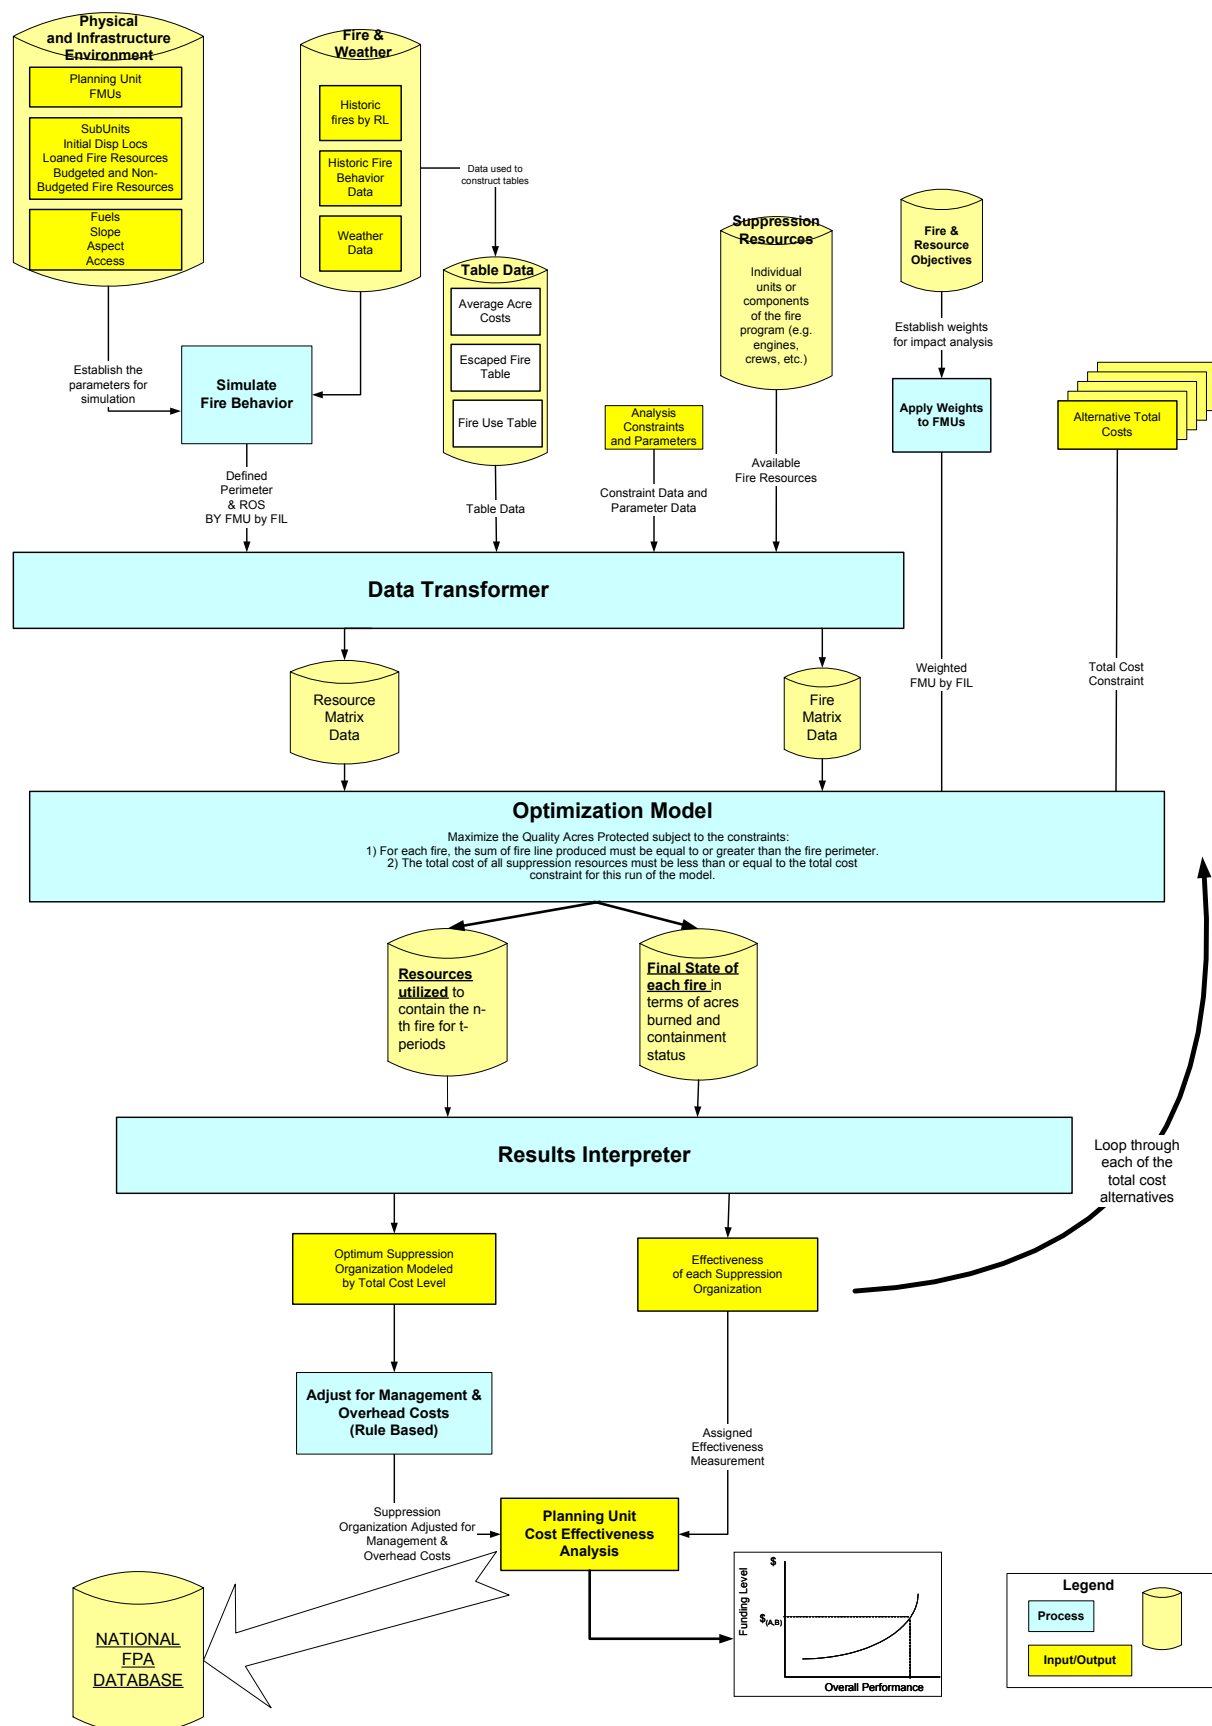 Physical
and Infrastructure
Environment
Planning Unit
FMUs
SubUnits
Initial Disp Locs
Loaned Fire Resources
Budgeted and Non-
Budgeted Fire Resources
Fuels
Slope
Aspect
Access
Fire &
Weather
Historic
fires by RL
Historic Fire
Behavior
Data
Weather
Data
Data used to
construct tables
Table Data
Average Acre
Costs
Escaped Fire
Table
Fire Use Table
Suppression
Resources
Individual
units or
components
of the fire
program (e.g.
engines,
crews, etc.)
Fire &
Resource
Objectives
Establish weights
for impact analysis
Apply Weights
to FMUs
Alternative Total
Costs
Establish the
parameters for
simulation
Simulate
Fire Behavior
Analysis
Constraints
and Parameters
Defined
Perimeter
& ROS
BY FMU by FIL
Table Data
Constraint Data and
Parameter Data
Available
Fire Resources
Data Transformer
Resource
Matrix
Data
Fire
Matrix
Data
Weighted
FMU by FIL
Total Cost
Constraint
Optimization Model
Maximize the Quality Acres Protected subject to the constraints:
1) For each fire, the sum of fire line produced must be equal to or greater than the fire perimeter.
2) The total cost of all suppression resources must be less than or equal to the total cost
constraint for this run of the model.
Resources
utilized to
contain the n-
th fire for t-
periods
Final State of
each fire in
terms of acres
burned and
containment
status
Results Interpreter
Loop through
each of the
total cost
alternatives
Optimum Suppression
Organization Modeled
by Total Cost Level
Effectiveness
of each Suppression
Organization
Adjust for Management &
Overhead Costs
(Rule Based)
Assigned
Effectiveness
Measurement
Suppression
Organization Adjusted for
Management &
Overhead Costs
Planning Unit
Cost Effectiveness
Analysis
NATIONAL
FPA
DATABASE
$
Funding Level
$(A,B)
Overall Performance
Legend
Process
Input/Output